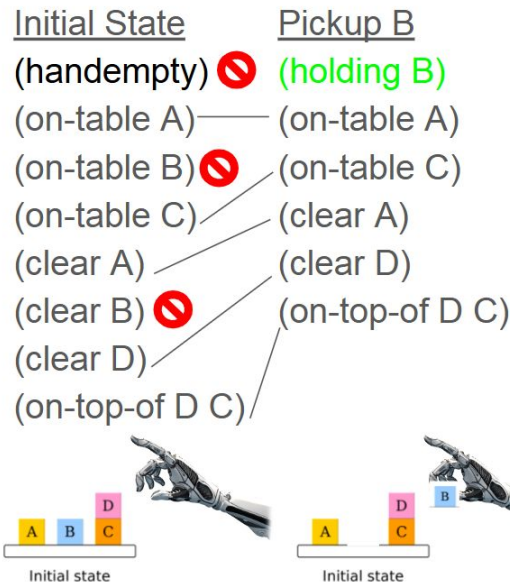 Initial State
Pickup B
(handempty)
(holding B)
(on-table A)
(on-table A)
(on-table B)
(on-table C)
(on-table C)
(clear A)
(clear A)
(clear D)
(clear B)
(on-top-of D C)
(clear D)
(on-top-of D C)
D
A B C
Initial state
D
B
A C
Initial state